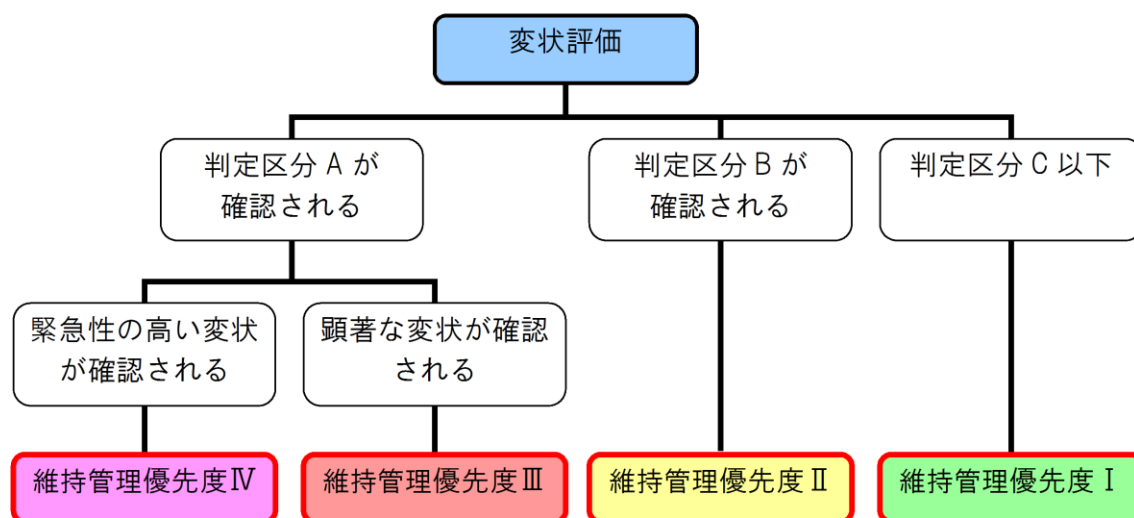 変状評価
判定区分Aが
確認される
判定区分Bが
確認される
判定区分C以下
緊急性の高い変状
が確認される
顕著な変状が確認
される
維持管理優先度Ⅳ
維持管理優先度Ⅲ
維持管理優先度Ⅱ
維持管理優先度Ⅰ